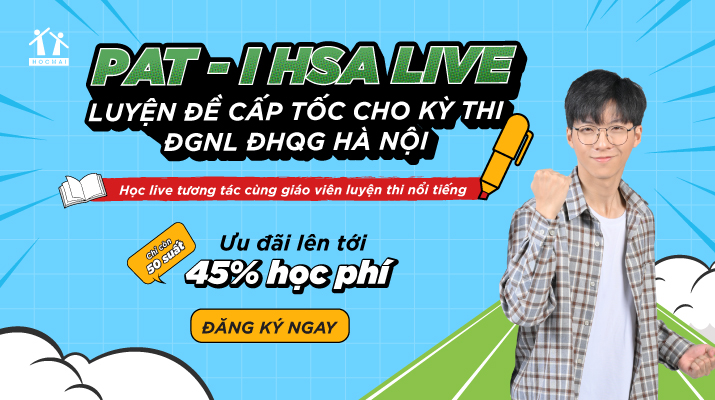 HOCMAI
PAT - I HSA LIVE
LUYỆN ĐỀ CẤP TỐC CHO KỲ THI
ĐGNL ĐHQG HÀ NỘI
Học live tương tác cùng giáo viên luyện thi nổi tiếng
Chỉ còn
50 suất
Ưu đãi lên tới
45% học phí
ĐĂNG KÝ NGAY